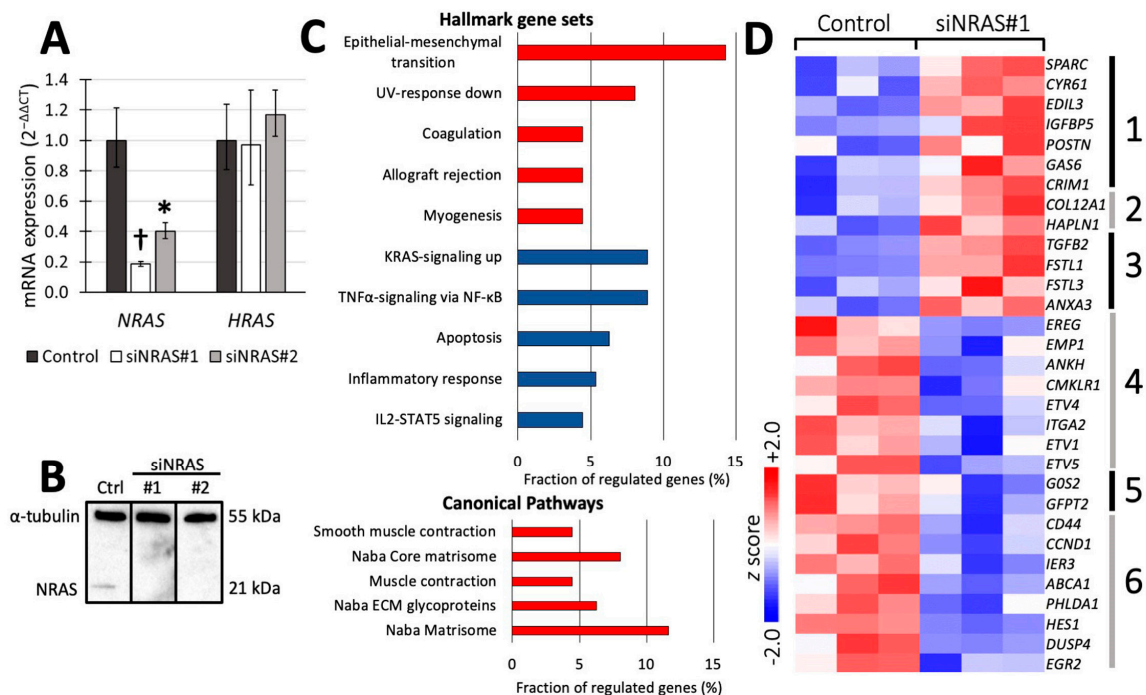 A
1.4
1.2
1.0
0.8
0.6
0.4
0.2
0.0
mRNA expression (2−ΔΔCT)
†
*
NRAS HRAS
Control siNRAS#1 siNRAS#2
B
siNRAS
Ctrl #1 #2
α-tubulin 55 kDa
NRAS 21 kDa
C
Hallmark gene sets
Epithelial-mesenchymal
transition
UV-response down
Coagulation
Allograft rejection
Myogenesis
KRAS-signaling up
TNFα-signaling via NF-κB
Apoptosis
Inflammatory response
IL2-STAT5 signaling
0 5 10 15
Fraction of regulated genes (%)
Canonical Pathways
Smooth muscle contraction
Naba Core matrisome
Muscle contraction
Naba ECM glycoproteins
Naba Matrisome
0 5 10 15
Fraction of regulated genes (%)
D
Control siNRAS#1
SPARC
CYR61
EDIL3
IGFBP5
POSTN
GAS6
CRIM1
COL12A1
HAPLN1
TGFB2
FSTL1
FSTL3
ANXA3
EREG
EMP1
ANKH
CMKLR1
ETV4
ITGA2
ETV1
ETV5
G0S2
GFPT2
CD44
CCND1
IER3
ABCA1
PHLDA1
HES1
DUSP4
EGR2
1
2
3
4
5
6
+2.0
z score
-2.0